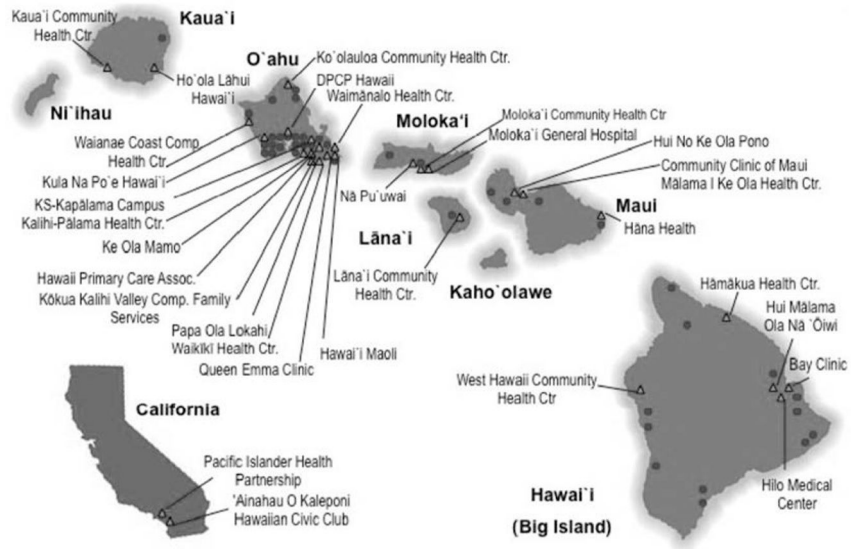 Kaua`i Community
Health Ctr.
Kaua`i
Ho`ola Lāhui
Hawai`i
Ni`ihau
O`ahu
Ko`olauloa Community Health Ctr.
DPCP Hawaii
Waimānalo Health Ctr.
Waianae Coast Comp
Health Ctr.
Kula Na Po`e Hawai`i
KS-Kapālama Campus
Kalihi-Pālama Health Ctr.
Ke Ola Mamo
Hawaii Primary Care Assoc.
Kōkua Kalihi Valley Comp. Family
Services
Papa Ola Lokahi
Waikīkī Health Ctr.
Queen Emma Clinic
Hawai`i Maoli
Moloka‘i
Moloka`i Community Health Ctr
Moloka`i General Hospital
Nā Pu`uwai
Lāna`i
Lāna`i Community
Health Ctr.
Kaho`olawe
Hui No Ke Ola Pono
Community Clinic of Maui
Mālama I Ke Ola Health Ctr.
Maui
Hāna Health
Hāmākua Health Ctr.
Hui Mālama
Ola Nā `Ōiwi
Bay Clinic
West Hawaii Community
Health Ctr
Hilo Medical
Center
Hawai`i
(Big Island)
California
Pacific Islander Health
Partnership
'Ainahau O Kaleponi
Hawaiian Civic Club